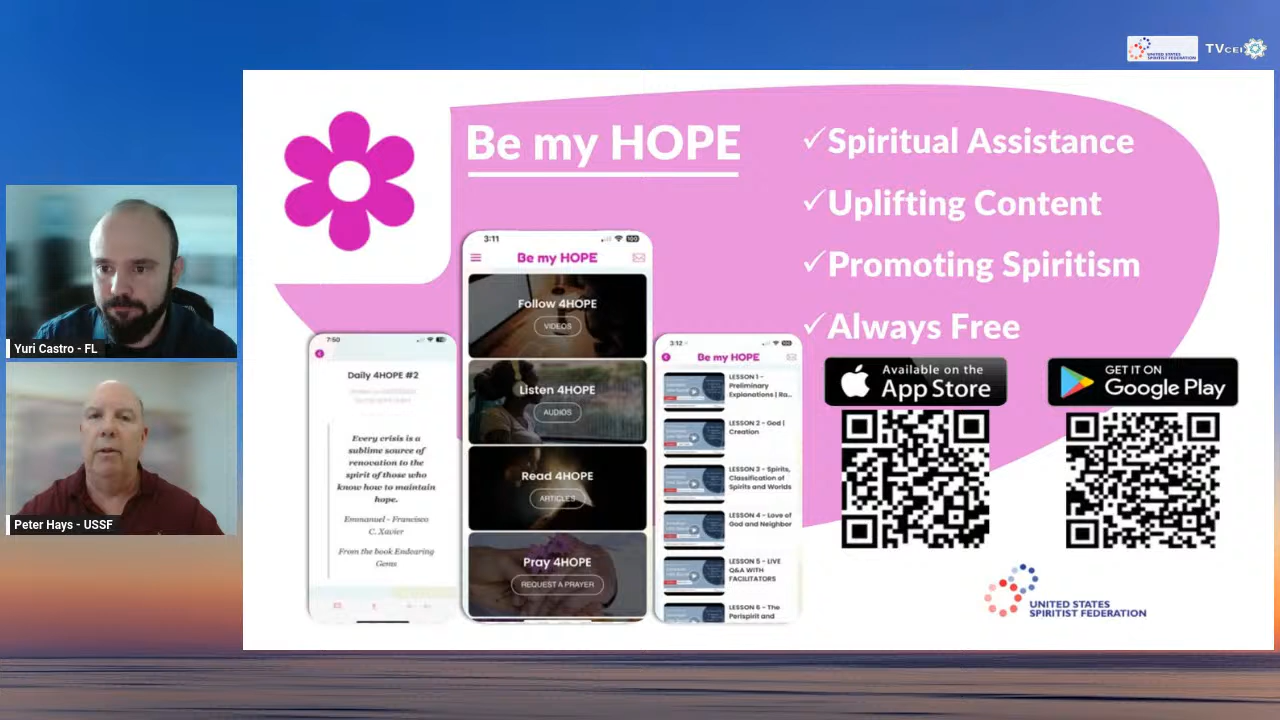 UNITED STATES
SPIRITIST FEDERATION
TVCEI
Yuri Castro - FL
Peter Hays - USSF
Be my HOPE
✓Spiritual Assistance
✓Uplifting Content
✓Promoting Spiritism
✓Always Free
7:50
Daily 4HOPE #2
Every crisis is a
sublime source of
renovation to the
spirit of those who
know how to maintain
hope.
Emmanuel - Francisco
C. Xavier
From the book Endearing
Gems
3:11
100
Be my HOPE
Follow 4HOPE
VIDEOS
Listen 4HOPE
AUDIOS
Read 4HOPE
ARTICLES
Pray 4HOPE
REQUEST A PRAYER
3:12
Be my HOPE
LESSON 1 -
Preliminary
Explanations | Ra...
LESSON 2 - God |
Creation
LESSON 3 - Spirits,
Classification of
Spirits and Worlds
LESSON 4 - Love of
God and Neighbor
LESSON 5 - LIVE
Q&A WITH
FACILITATORS
LESSON 6 - The
Perispirit and
Available on the
App Store
GET IT ON
Google Play
UNITED STATES
SPIRITIST FEDERATION